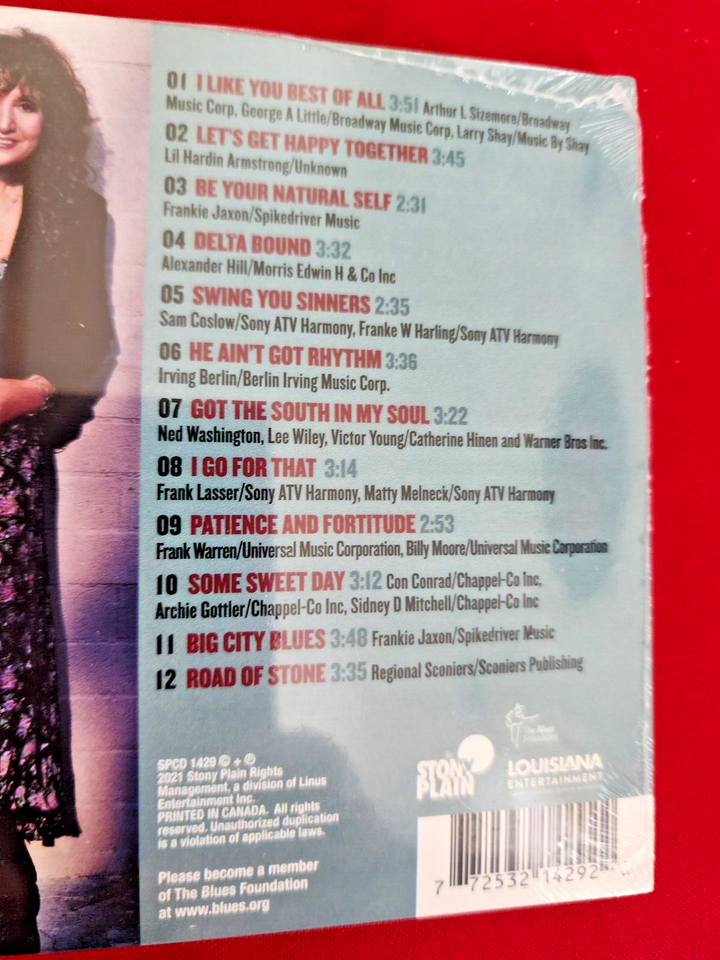 01 I LIKE YOU BEST OF ALL 3:51 Arthur L Sizemore/Broadway
Music Corp, George A Little/Broadway Music Corp, Larry Shay/Music By Shay
02 LET'S GET HAPPY TOGETHER 3:45
Lil Hardin Armstrong/Unknown
03 BE YOUR NATURAL SELF 2:31
Frankie Jaxon/Spikedriver Music
04 DELTA BOUND 3:32
Alexander Hill/Morris Edwin H & Co Inc
05 SWING YOU SINNERS 2:35
Sam Coslow/Sony ATV Harmony, Franke W Harling/Sony ATV Harmony
06 HE AIN'T GOT RHYTHM 3:36
Irving Berlin/Berlin Irving Music Corp.
07 GOT THE SOUTH IN MY SOUL 3:22
Ned Washington, Lee Wiley, Victor Young/Catherine Hinen and Warner Bros Inc.
08 I GO FOR THAT 3:14
Frank Lasser/Sony ATV Harmony, Matty Melneck/Sony ATV Harmony
09 PATIENCE AND FORTITUDE 2:53
Frank Warren/Universal Music Corporation, Billy Moore/Universal Music Corporation
10 SOME SWEET DAY 3:12 Con Conrad/Chappel-Co Inc,
Archie Gottler/Chappel-Co Inc, Sidney D Mitchell/Chappel-Co Inc
11 BIG CITY BLUES 3:48 Frankie Jaxon/Spikedriver Music
12 ROAD OF STONE 3:35 Regional Sconiers/Sconiers Publishing
SPCD 1429 © + ℗
2021 Stony Plain Rights
Management, a division of Linus
Entertainment Inc.
PRINTED IN CANADA. All rights
reserved. Unauthorized duplication
is a violation of applicable laws.
Please become a member
of The Blues Foundation
at www.blues.org
The Blues
Foundation
STONY
PLAIN
LOUISIANA
ENTERTAINMENT
7 72532 14292